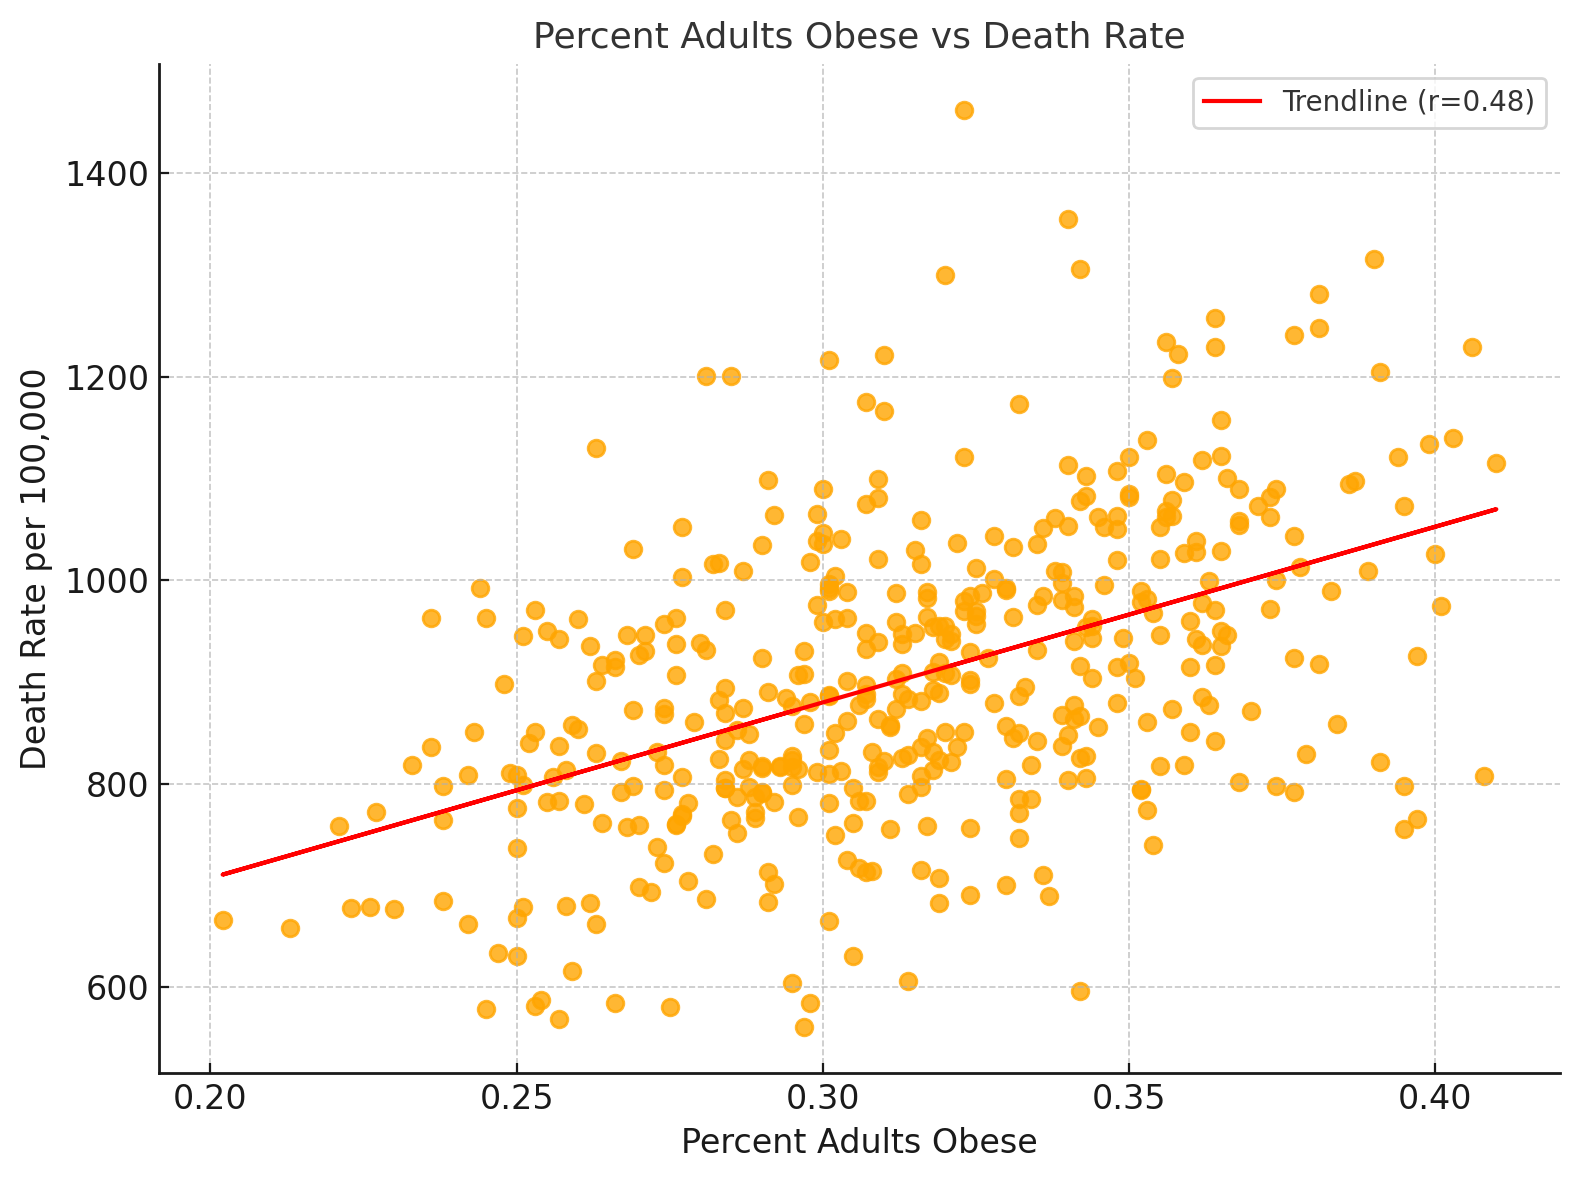 Percent Adults Obese vs Death Rate
Trendline (r=0.48)
1400
1200
1000
800
600
Death Rate per 100,000
0.20 0.25 0.30 0.35 0.40
Percent Adults Obese